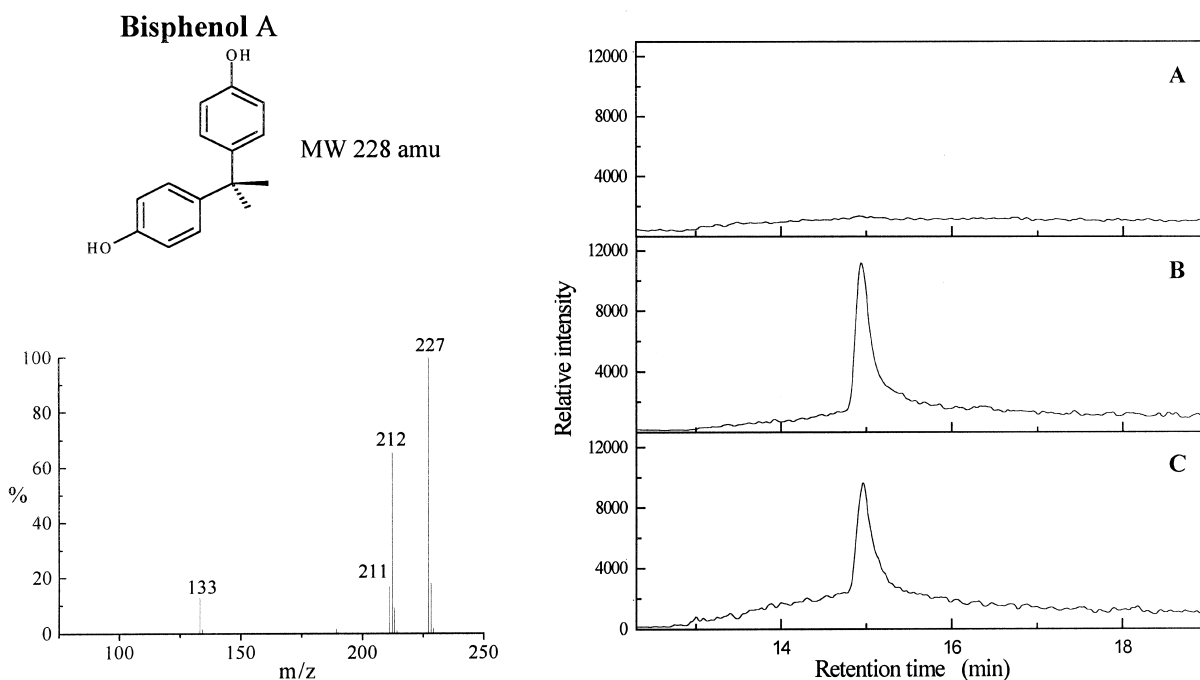 Bisphenol A
OH
MW 228 amu
HO
227
100
80
212
60
%
40
211
20
133
0
100
150
200
250
m/z
12000
A
8000
4000
12000
B
8000
4000
Relative intensity
12000
C
8000
4000
0
14
16
18
Retention time (min)